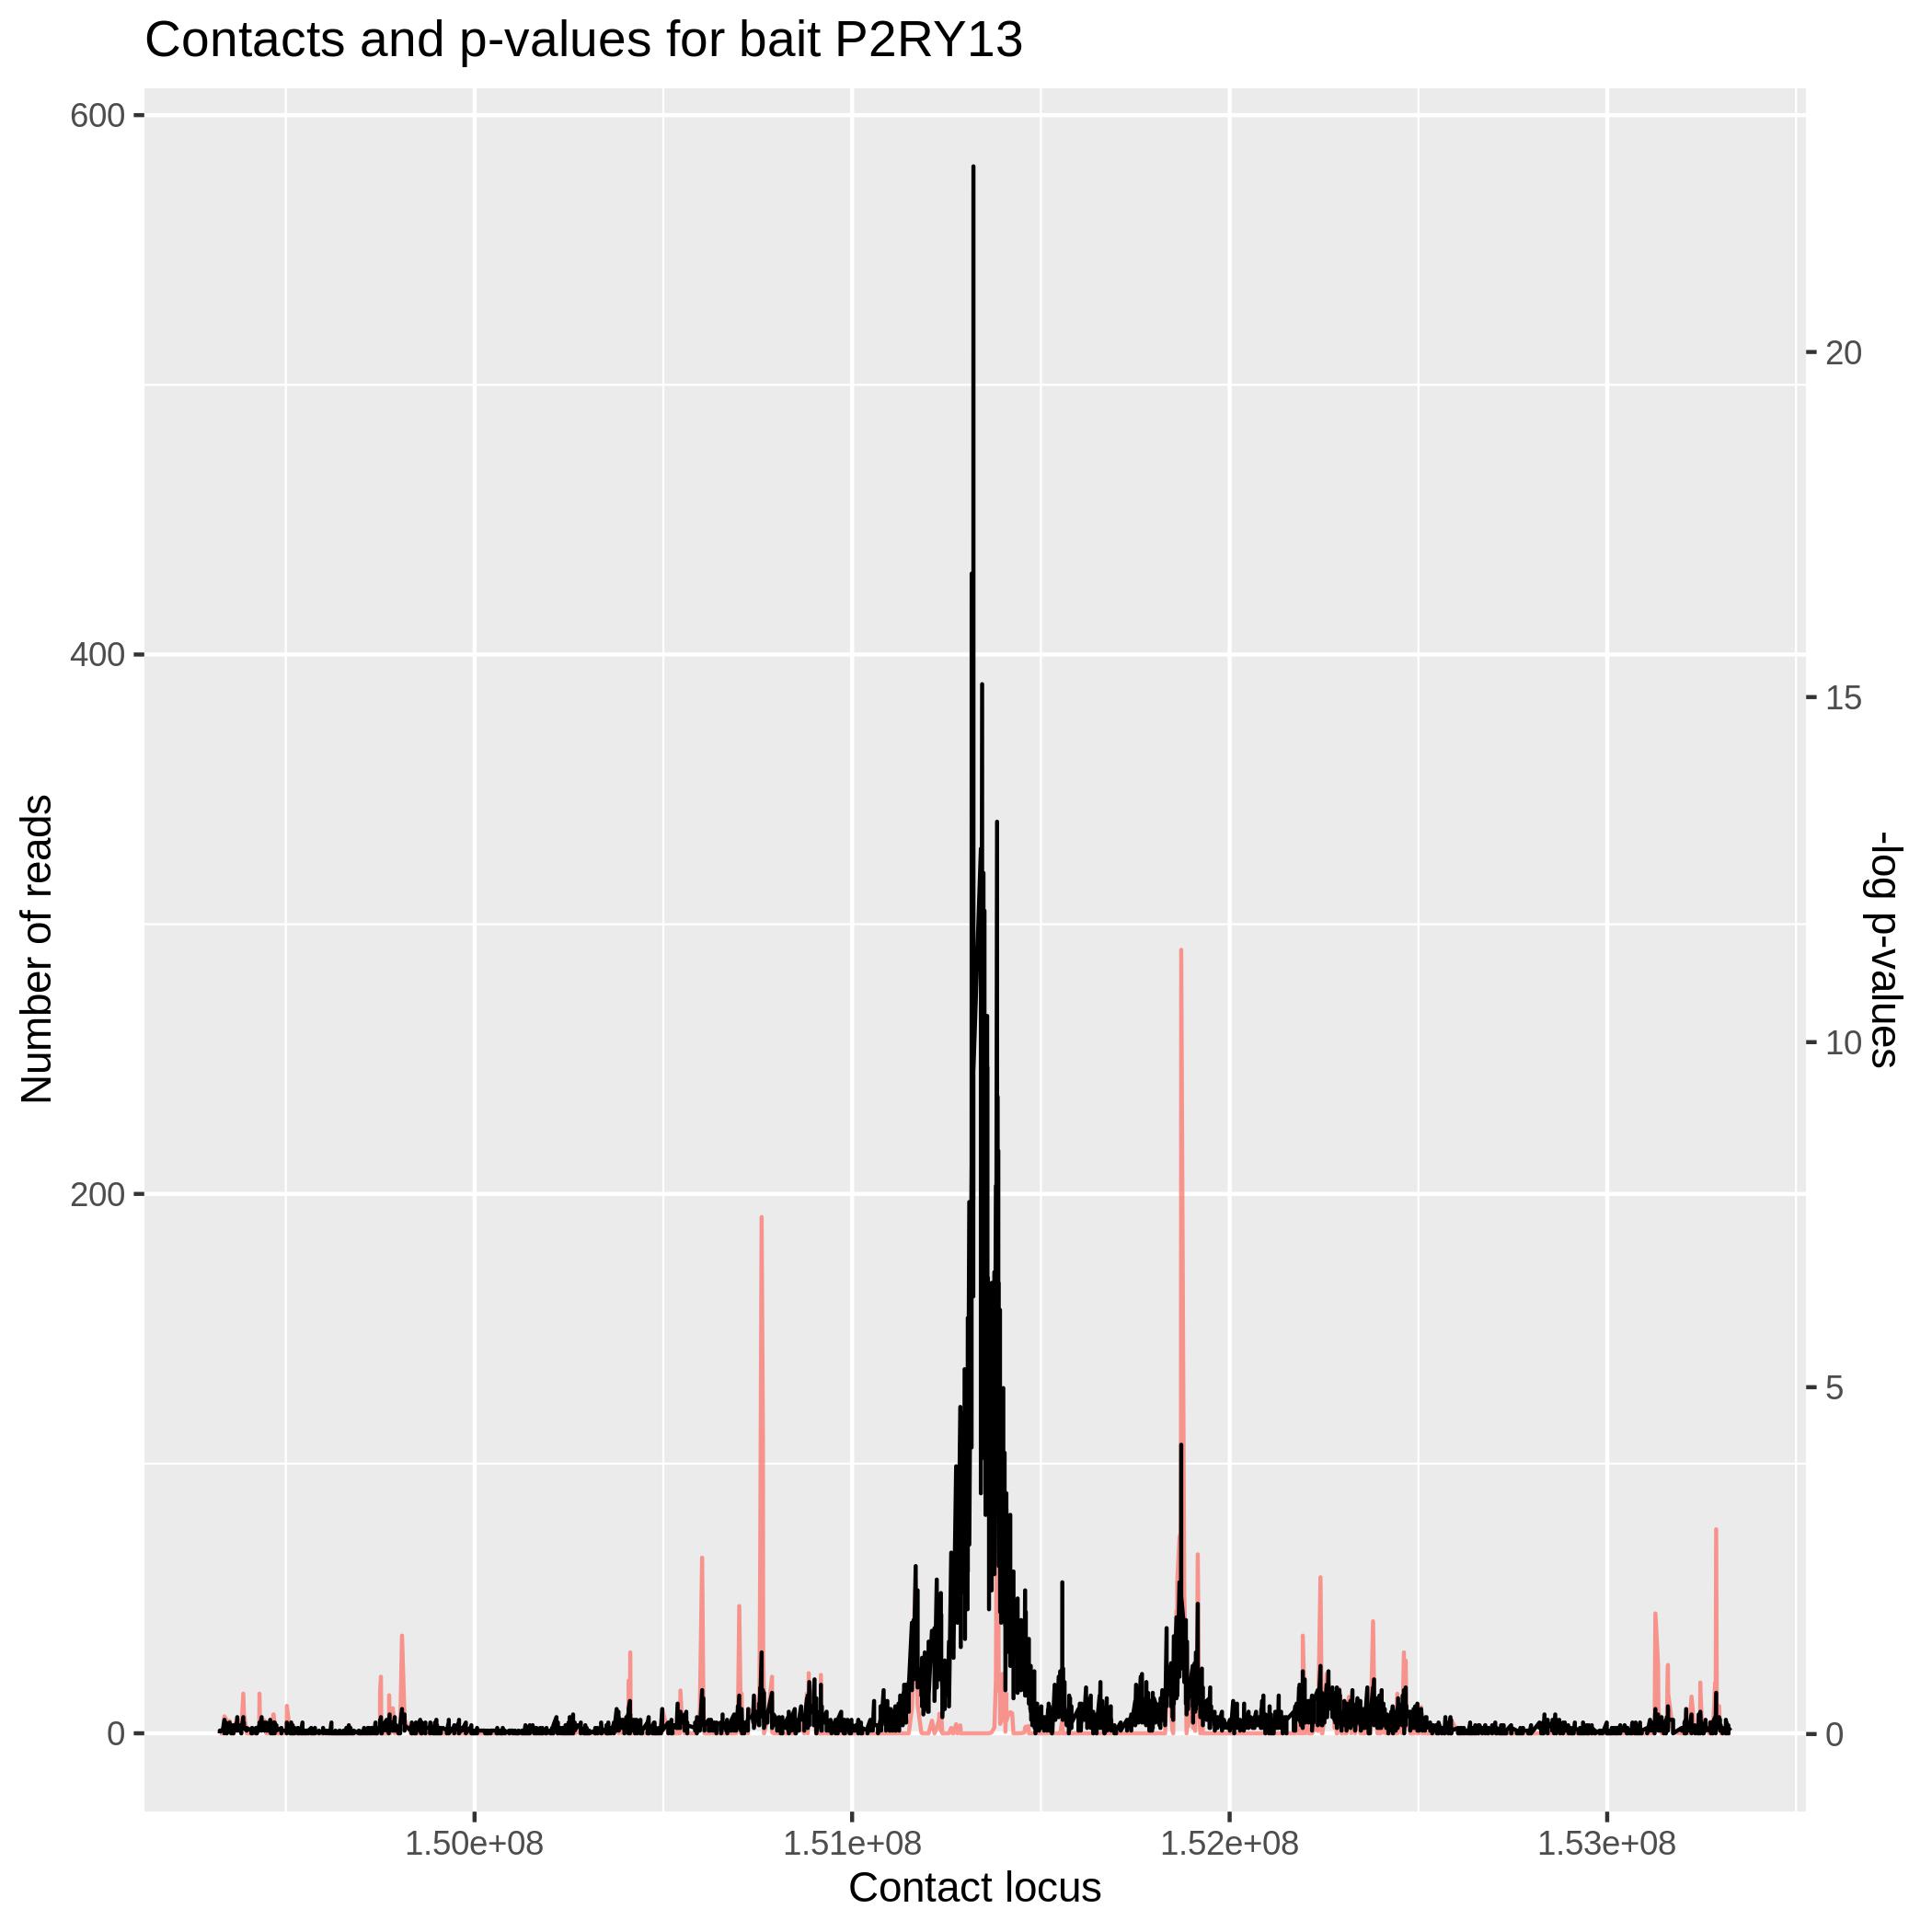 Contacts and p-values for bait P2RY13
600
400
200
0
Number of reads
20
15
10
5
0
-log p-values
1.50e+08
1.51e+08
1.52e+08
1.53e+08
Contact locus